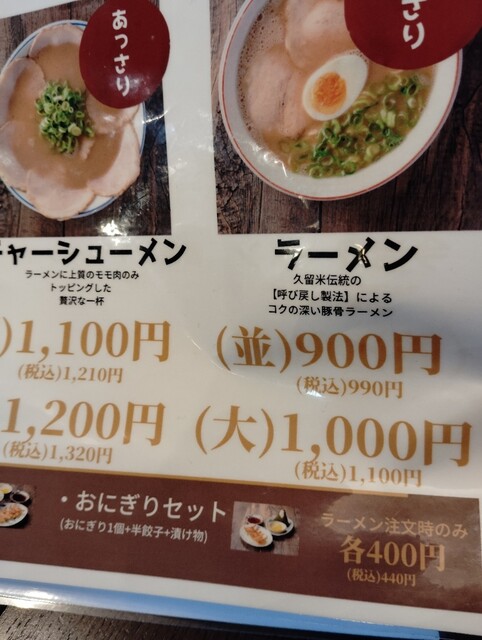 あっさり
さり
チャーシューメン
ラーメンに上質のモモ肉のみ
トッピングした
贅沢な一杯
)1,100円
(税込)1,210円
1,200円
(税込)1,320円
ラーメン
久留米伝統の
【呼び戻し製法】による
コクの深い豚骨ラーメン
(並)900円
(税込)990円
(大)1,000円
(税込)1,100円
・おにぎりセット
(おにぎり1個+半餃子+漬け物)
ラーメン注文時のみ
各400円
(税込)440円